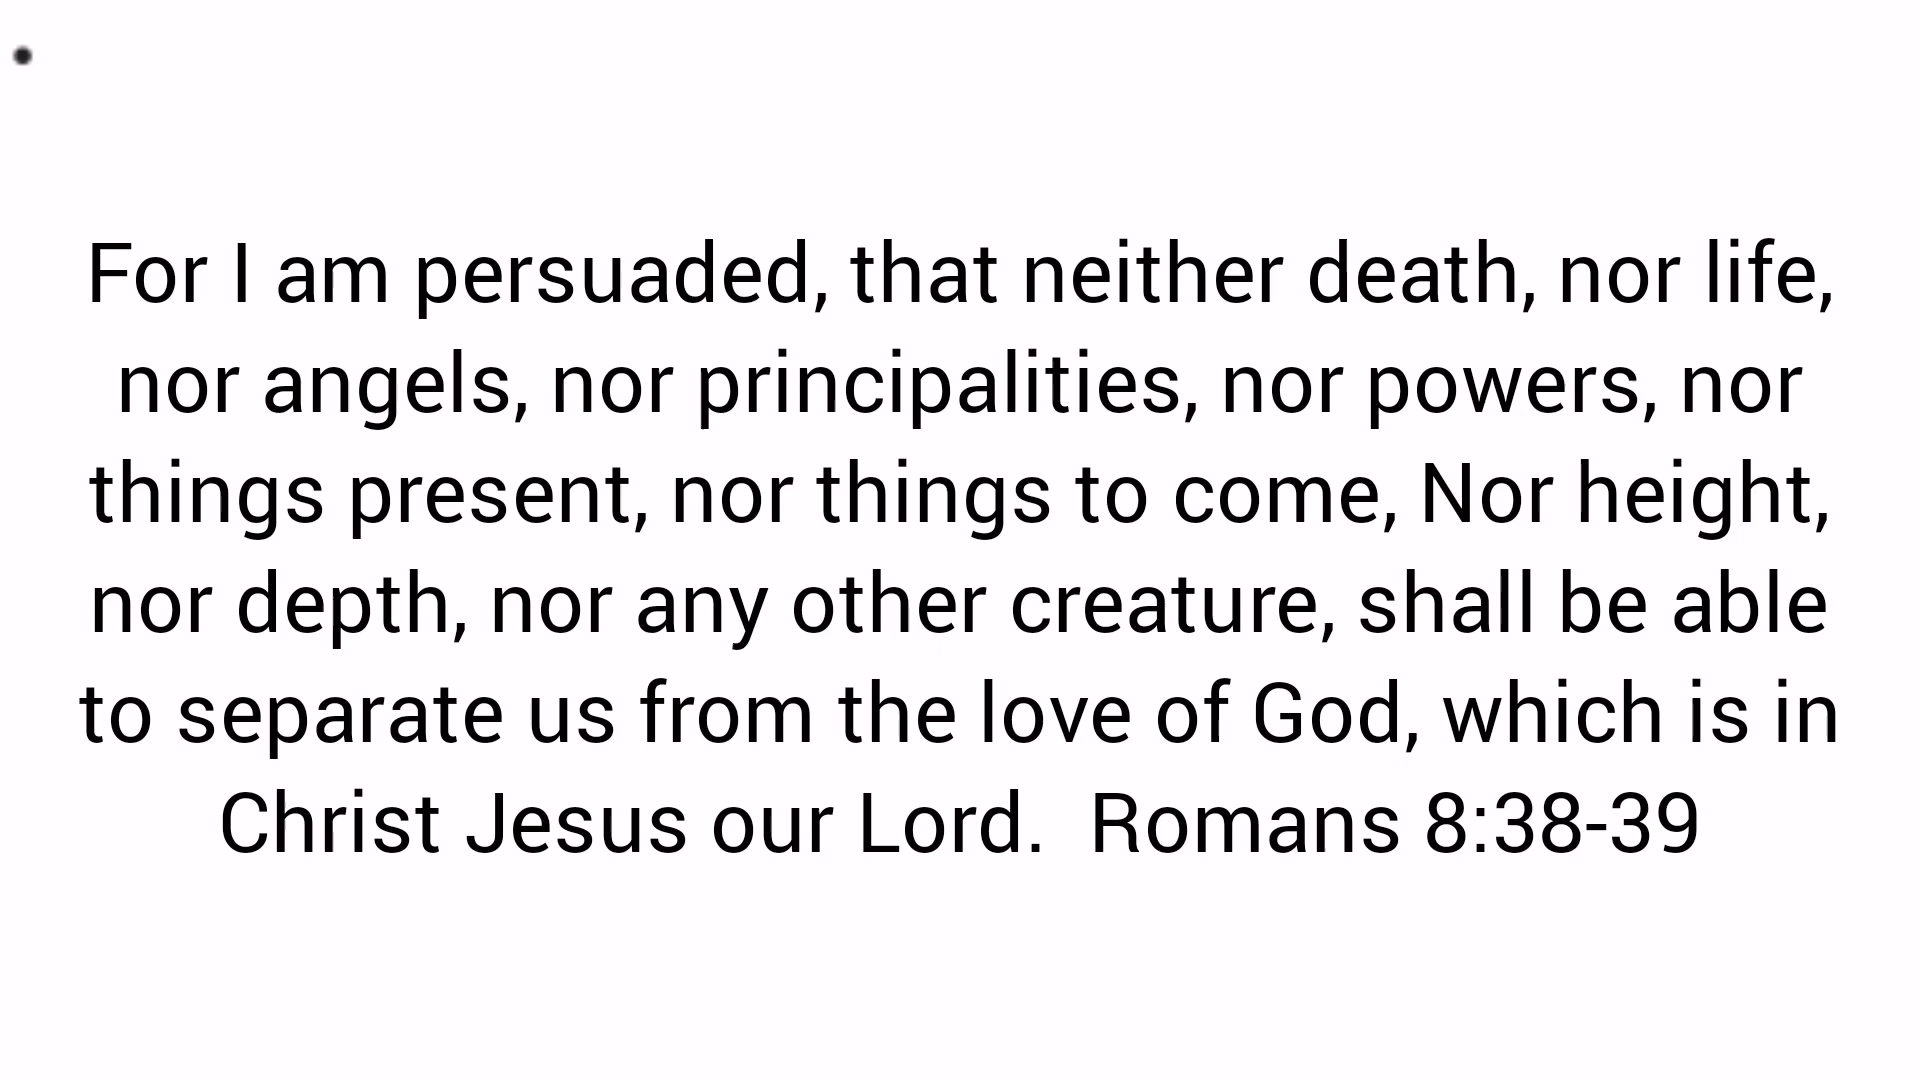 For I am persuaded, that neither death, nor life,
nor angels, nor principalities, nor powers, nor
things present, nor things to come, Nor height,
nor depth, nor any other creature, shall be able
to separate us from the love of God, which is in
Christ Jesus our Lord.  Romans 8:38-39